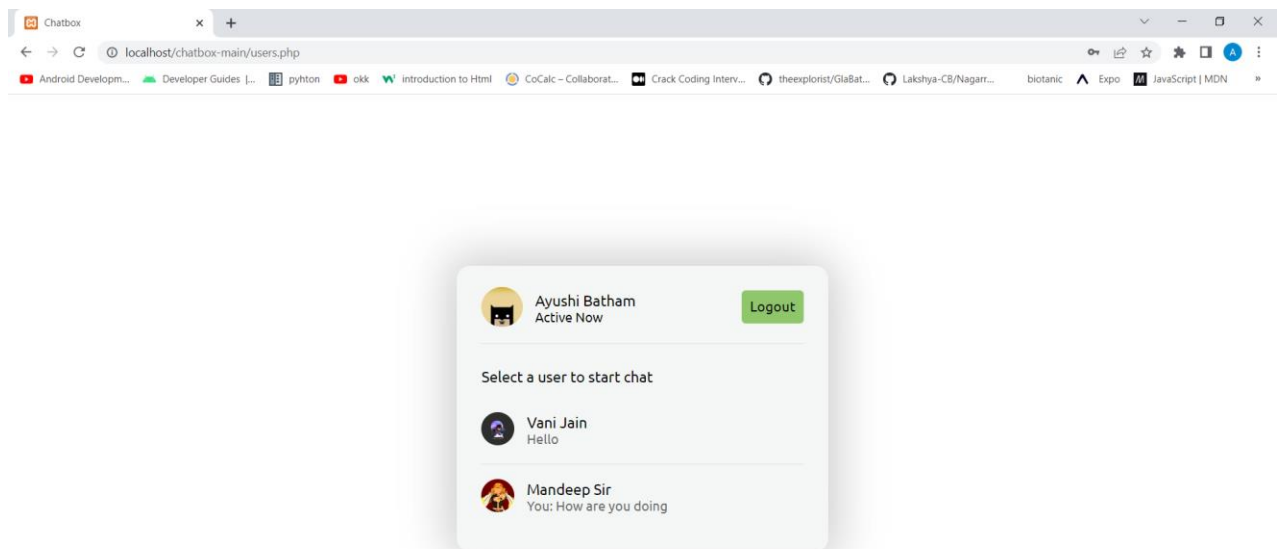 Chatbox
localhost/chatbox-main/users.php
A
Android Developm... Developer Guides |... pyhton okk introduction to Html CoCalc – Collaborat... Crack Coding Interv... theexplorist/GlaBat... Lakshya-CB/Nagarr... biotanic Expo JavaScript | MDN »
Ayushi Batham
Active Now
Logout
Select a user to start chat
Vani Jain
Hello
Mandeep Sir
You: How are you doing